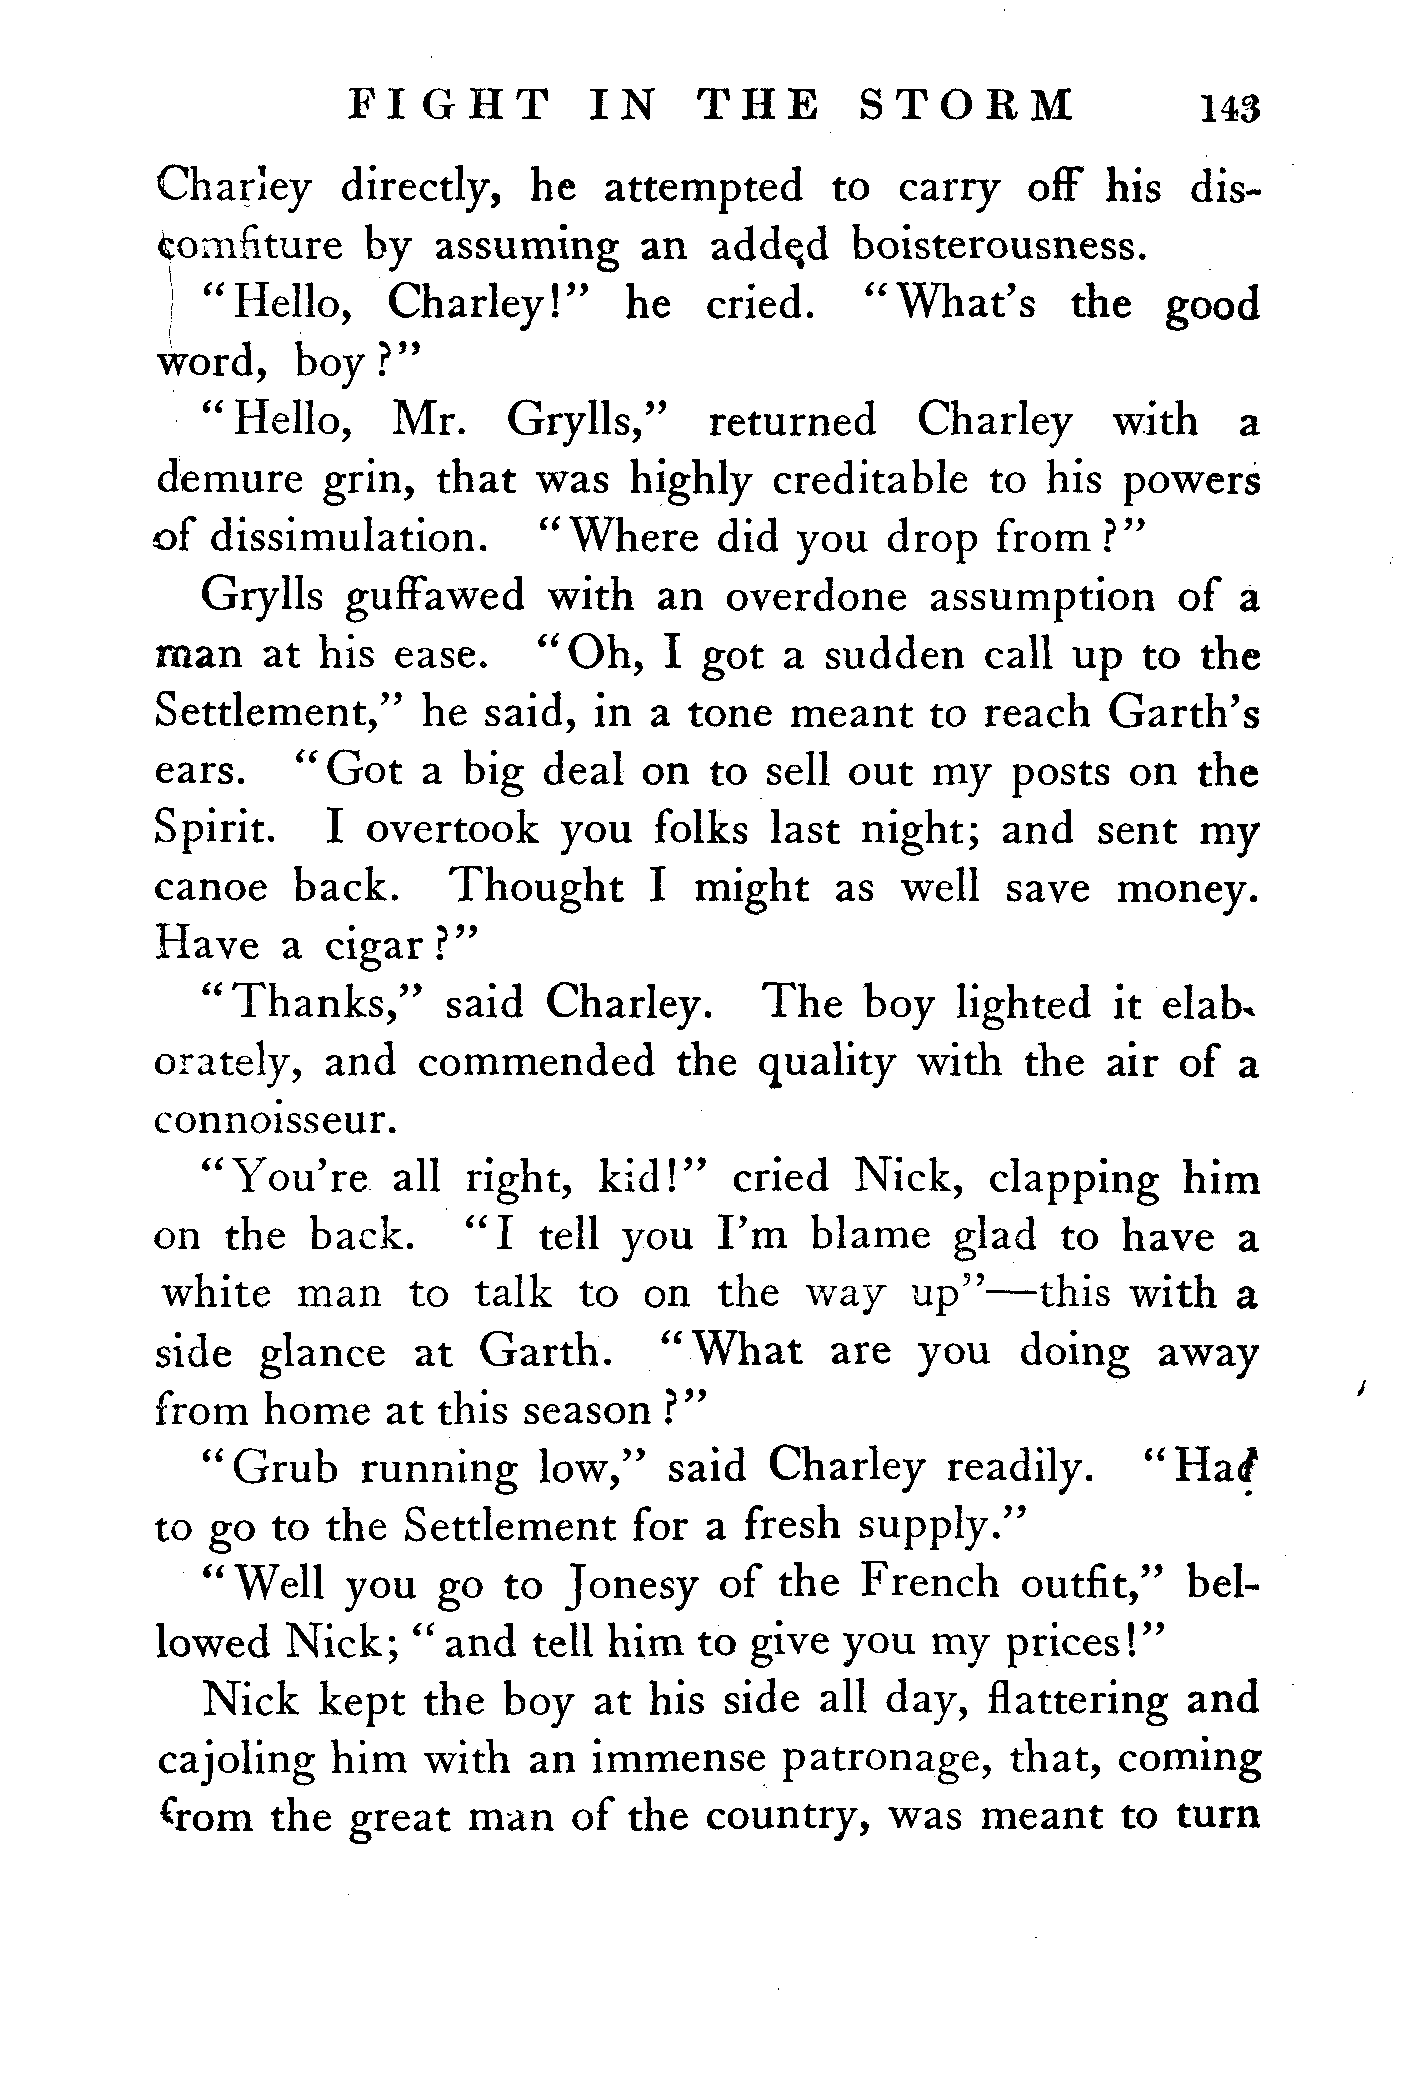 FIGHT IN THE STORM 143
Charley directly, he attempted to carry off his dis-
comfiture by assuming an added boisterousness.
"Hello, Charley!" he cried. "What's the good
word, boy?"
"Hello, Mr. Grylls," returned Charley with a
demure grin, that was highly creditable to his powers
of dissimulation. "Where did you drop from?"
Grylls guffawed with an overdone assumption of a
man at his ease. "Oh, I got a sudden call up to the
Settlement," he said, in a tone meant to reach Garth's
ears. "Got a big deal on to sell out my posts on the
Spirit. I overtook you folks last night; and sent my
canoe back. Thought I might as well save money.
Have a cigar?"
"Thanks," said Charley. The boy lighted it elab-
orately, and commended the quality with the air of a
connoisseur.
"You're all right, kid!" cried Nick, clapping him
on the back. "I tell you I'm blame glad to have a
white man to talk to on the way up"—this with a
side glance at Garth. "What are you doing away
from home at this season?"
"Grub running low," said Charley readily. "Had
to go to the Settlement for a fresh supply."
"Well you go to Jonesy of the French outfit," bel-
lowed Nick; "and tell him to give you my prices!"
Nick kept the boy at his side all day, flattering and
cajoling him with an immense patronage, that, coming
from the great man of the country, was meant to turn